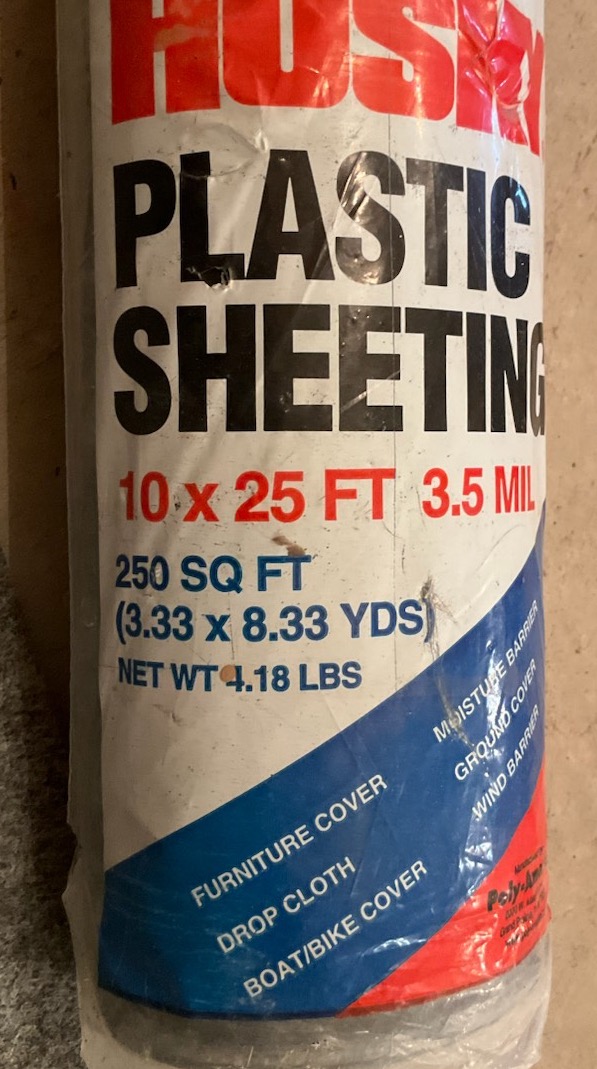 HUSKY
PLASTIC
SHEETING
10 x 25 FT 3.5 MIL
250 SQ FT
(3.33 x 8.33 YDS)
NET WT 4.18 LBS
MOISTURE BARRIER
GROUND COVER
WIND BARRIER
FURNITURE COVER
DROP CLOTH
BOAT/BIKE COVER